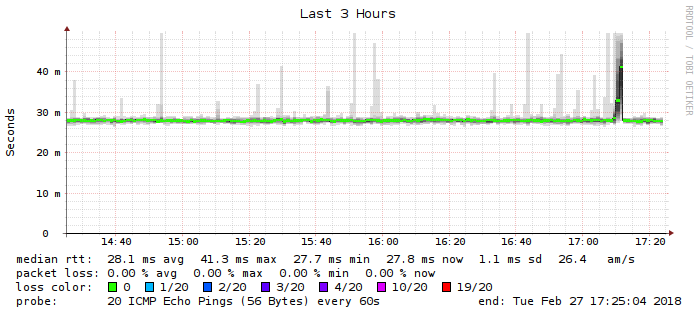 Last 3 Hours
RRDTOOL / TOBI OETIKER
Seconds
40 m
30 m
20 m
10 m
0
14:40 15:00 15:20 15:40 16:00 16:20 16:40 17:00 17:20
median rtt: 28.1 ms avg 41.3 ms max 27.7 ms min 27.8 ms now 1.1 ms sd 26.4 am/s
packet loss: 0.00 % avg 0.00 % max 0.00 % min 0.00 % now
loss color: 0 1/20 2/20 3/20 4/20 10/20 19/20
probe: 20 ICMP Echo Pings (56 Bytes) every 60s end: Tue Feb 27 17:25:04 2018